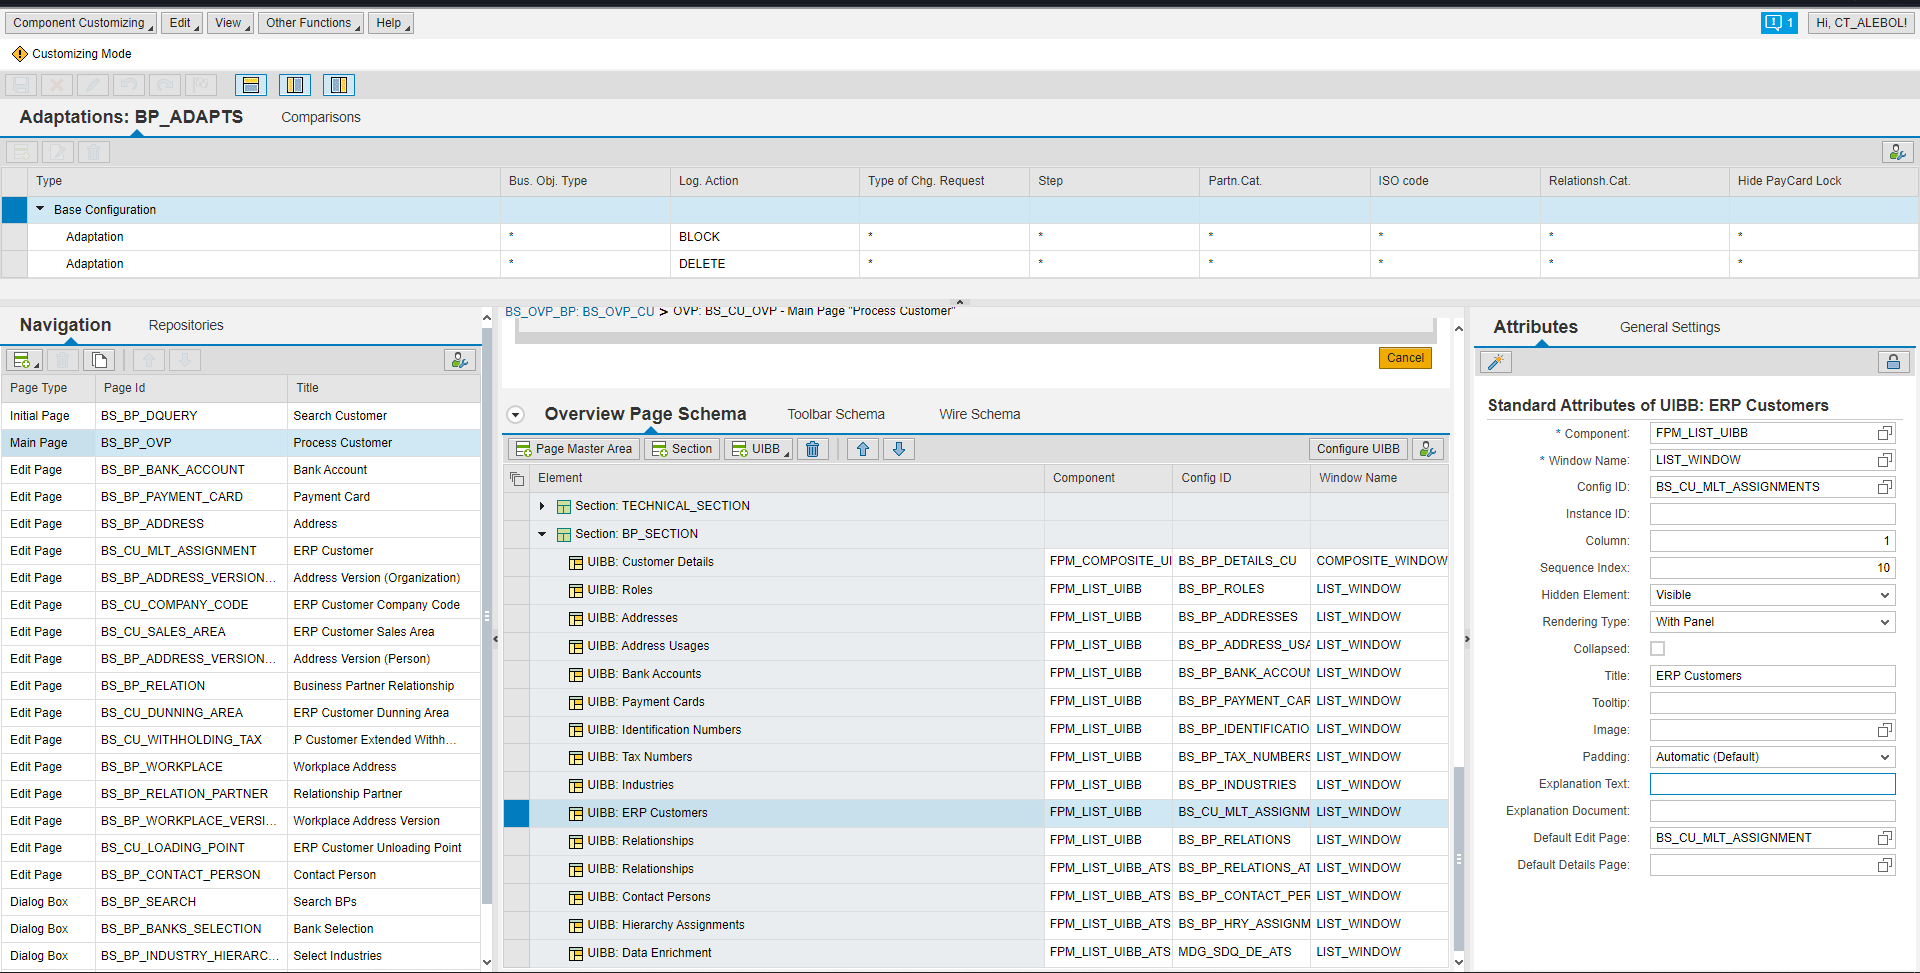 Component Customizing Edit View Other Functions Help 1 Hi, CT_ALEBOL!
Customizing Mode
Adaptations: BP_ADAPTS Comparisons
Type Bus. Obj. Type Log. Action Type of Chg. Request Step Partn.Cat. ISO code Relationsh.Cat. Hide PayCard Lock
Base Configuration
Adaptation * BLOCK * * * * * *
Adaptation * DELETE * * * * * *
Navigation Repositories
Page Type Page Id Title
Initial Page BS_BP_DQUERY Search Customer
Main Page BS_BP_OVP Process Customer
Edit Page BS_BP_BANK_ACCOUNT Bank Account
Edit Page BS_BP_PAYMENT_CARD Payment Card
Edit Page BS_BP_ADDRESS Address
Edit Page BS_CU_MLT_ASSIGNMENT ERP Customer
Edit Page BS_BP_ADDRESS_VERSION... Address Version (Organization)
Edit Page BS_CU_COMPANY_CODE ERP Customer Company Code
Edit Page BS_CU_SALES_AREA ERP Customer Sales Area
Edit Page BS_BP_ADDRESS_VERSION... Address Version (Person)
Edit Page BS_BP_RELATION Business Partner Relationship
Edit Page BS_CU_DUNNING_AREA ERP Customer Dunning Area
Edit Page BS_CU_WITHHOLDING_TAX .P Customer Extended Withh...
Edit Page BS_BP_WORKPLACE Workplace Address
Edit Page BS_BP_RELATION_PARTNER Relationship Partner
Edit Page BS_BP_WORKPLACE_VERSI... Workplace Address Version
Edit Page BS_CU_LOADING_POINT ERP Customer Unloading Point
Edit Page BS_BP_CONTACT_PERSON Contact Person
Dialog Box BS_BP_SEARCH Search BPs
Dialog Box BS_BP_BANKS_SELECTION Bank Selection
Dialog Box BS_BP_INDUSTRY_HIERARC... Select Industries
BS_OVP_BP: BS_OVP_CU > OVP: BS_CU_OVP - Main Page "Process Customer"
Cancel
Overview Page Schema Toolbar Schema Wire Schema
Page Master Area Section UIBB Configure UIBB
Element Component Config ID Window Name
Section: TECHNICAL_SECTION
Section: BP_SECTION
UIBB: Customer Details FPM_COMPOSITE_UI BS_BP_DETAILS_CU COMPOSITE_WINDOW
UIBB: Roles FPM_LIST_UIBB BS_BP_ROLES LIST_WINDOW
UIBB: Addresses FPM_LIST_UIBB BS_BP_ADDRESSES LIST_WINDOW
UIBB: Address Usages FPM_LIST_UIBB BS_BP_ADDRESS_USA LIST_WINDOW
UIBB: Bank Accounts FPM_LIST_UIBB BS_BP_BANK_ACCOUN LIST_WINDOW
UIBB: Payment Cards FPM_LIST_UIBB BS_BP_PAYMENT_CAR LIST_WINDOW
UIBB: Identification Numbers FPM_LIST_UIBB BS_BP_IDENTIFICATIO LIST_WINDOW
UIBB: Tax Numbers FPM_LIST_UIBB BS_BP_TAX_NUMBERS LIST_WINDOW
UIBB: Industries FPM_LIST_UIBB BS_BP_INDUSTRIES LIST_WINDOW
UIBB: ERP Customers FPM_LIST_UIBB BS_CU_MLT_ASSIGNM LIST_WINDOW
UIBB: Relationships FPM_LIST_UIBB BS_BP_RELATIONS LIST_WINDOW
UIBB: Relationships FPM_LIST_UIBB_ATS BS_BP_RELATIONS_AT LIST_WINDOW
UIBB: Contact Persons FPM_LIST_UIBB_ATS BS_BP_CONTACT_PER LIST_WINDOW
UIBB: Hierarchy Assignments FPM_LIST_UIBB_ATS BS_BP_HRY_ASSIGNM LIST_WINDOW
UIBB: Data Enrichment FPM_LIST_UIBB_ATS MDG_SDQ_DE_ATS LIST_WINDOW
Attributes General Settings
Standard Attributes of UIBB: ERP Customers
* Component: FPM_LIST_UIBB
* Window Name: LIST_WINDOW
Config ID: BS_CU_MLT_ASSIGNMENTS
Instance ID:
Column: 1
Sequence Index: 10
Hidden Element: Visible
Rendering Type: With Panel
Collapsed:
Title: ERP Customers
Tooltip:
Image:
Padding: Automatic (Default)
Explanation Text:
Explanation Document:
Default Edit Page: BS_CU_MLT_ASSIGNMENT
Default Details Page: